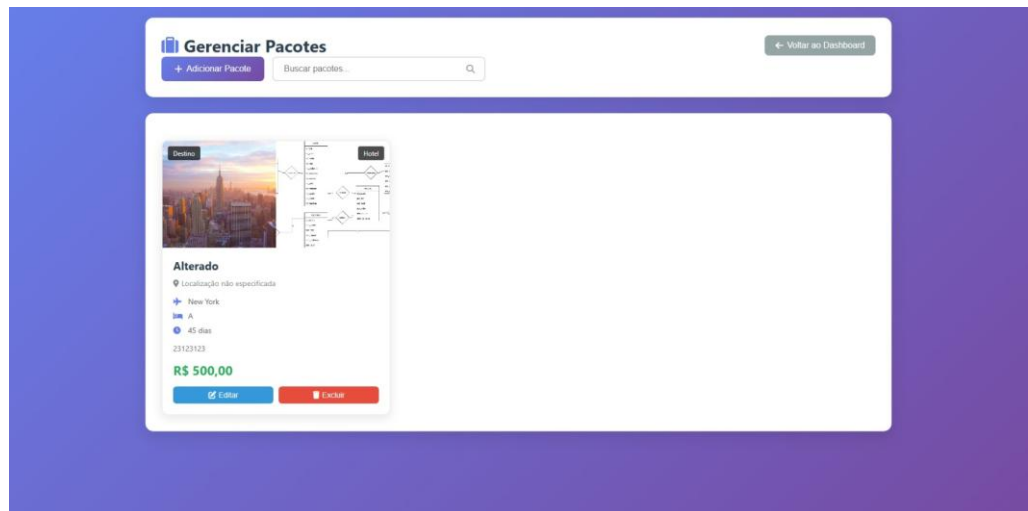 Gerenciar Pacotes
← Voltar ao Dashboard
+ Adicionar Pacote
Buscar pacotes...
Destino
Hotel
Alterado
Localização não especificada
New York
A
45 dias
23123123
R$ 500,00
Editar
Excluir